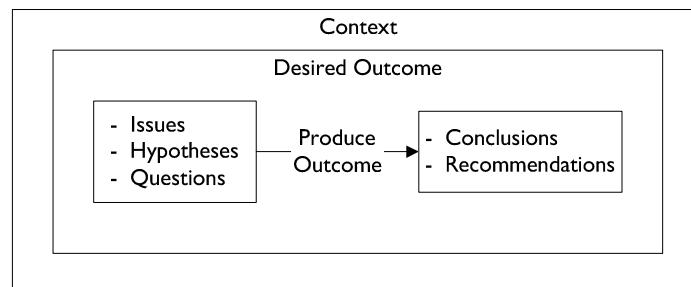 Context
Desired Outcome
- Issues
- Hypotheses
- Questions
Produce
Outcome
- Conclusions
- Recommendations